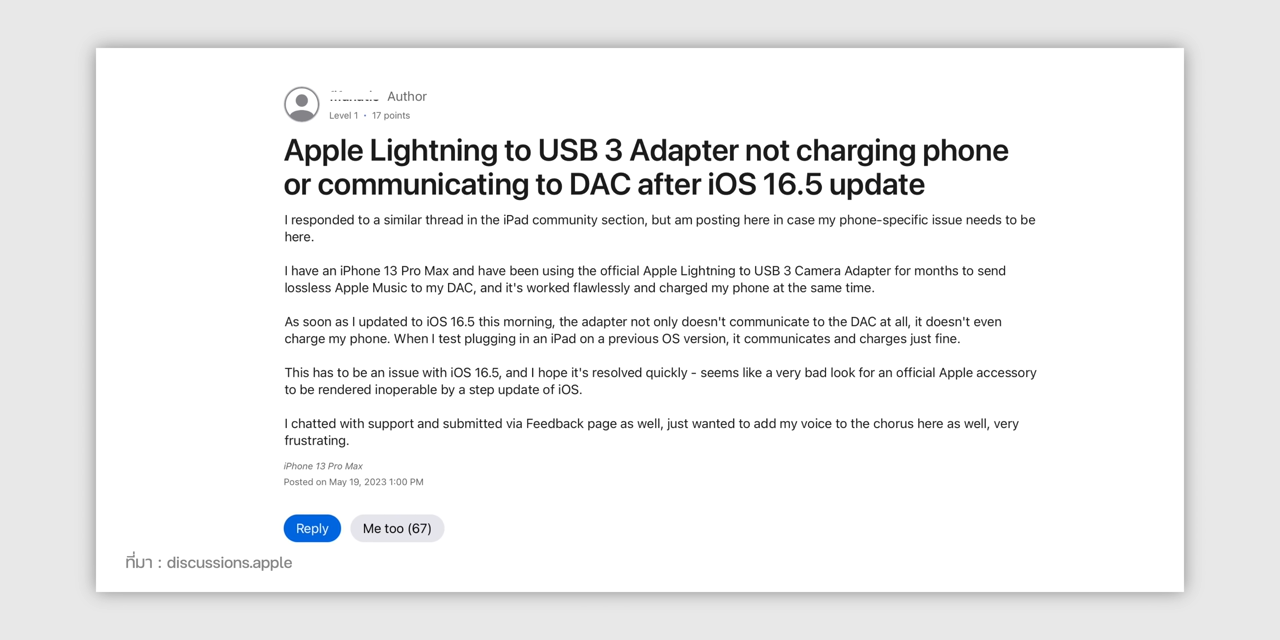 Author
Level 1 • 17 points
Apple Lightning to USB 3 Adapter not charging phone
or communicating to DAC after iOS 16.5 update
I responded to a similar thread in the iPad community section, but am posting here in case my phone-specific issue needs to be
here.
I have an iPhone 13 Pro Max and have been using the official Apple Lightning to USB 3 Camera Adapter for months to send
lossless Apple Music to my DAC, and it's worked flawlessly and charged my phone at the same time.
As soon as I updated to iOS 16.5 this morning, the adapter not only doesn't communicate to the DAC at all, it doesn't even
charge my phone. When I test plugging in an iPad on a previous OS version, it communicates and charges just fine.
This has to be an issue with iOS 16.5, and I hope it's resolved quickly - seems like a very bad look for an official Apple accessory
to be rendered inoperable by a step update of iOS.
I chatted with support and submitted via Feedback page as well, just wanted to add my voice to the chorus here as well, very
frustrating.
iPhone 13 Pro Max
Posted on May 19, 2023 1:00 PM
Reply Me too (67)
ที่มา : discussions.apple